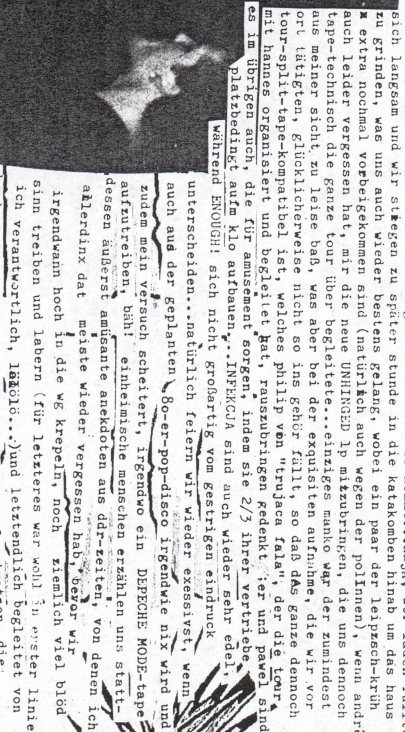 sich langsam und wir stiegen zu später stunde in die katakomben hinab um das haus
zu grinden, was uns auch wieder bestens gelang, wobei ein paar der leipzsch-krüh
extra nochmal vorbeigekommen sind (natürlich auch wegen der polInnen), wenn andré
auch leider vergessen hat, mir die neue UNHINGED lp miezubringen, die uns dennoch
tape-technisch die ganze tour über begleitete...einziges manko war der zumindest
aus meiner sicht zu leise baß, was aber bei der exquisiten aufnahme, die wir vor
ort tätigten, glücklicherweise nicht so ins gehör fällt, so daß das ganze dennoch
tour-split-tape-kompatibel ist, welches philip von "trujaca fala", der die tour
mit hannes organisiert und begleitet hat, rauszubringen gedenkt...er und pawel sind
es im übrigen auch, die für amusement sorgen, indem sie 2/3 ihrer vertriebe
platzbedingt aufm klo aufbauen...INFEKCJA sind auch wieder sehr edel
während ENOUGH! sich nicht großartig vom gestrigen eindruck
unterscheiden...natürlich feiern wir wieder exessivst, wenn
auch aus der geplanten 80-er-pop-disco irgendwie nix wird und
zudem mein versuch scheitert, irgendwo ein DEPECHE MODE-tape
aufzutreiben. bäh! einheimische menschen erzählen uns statt-
dessen äußerst amüsante anekdoten aus ddr-zeiten, von denen ich
allerdinx dat meiste wieder vergessen hab, bevor wir
irgendwann hoch in die wg krepeln, noch ziemlich viel blöd
sinn treiben und labern (für letzteres war wohl in erster linie
ich verantwortlich, lamölö...)und letztendlich begleitet von